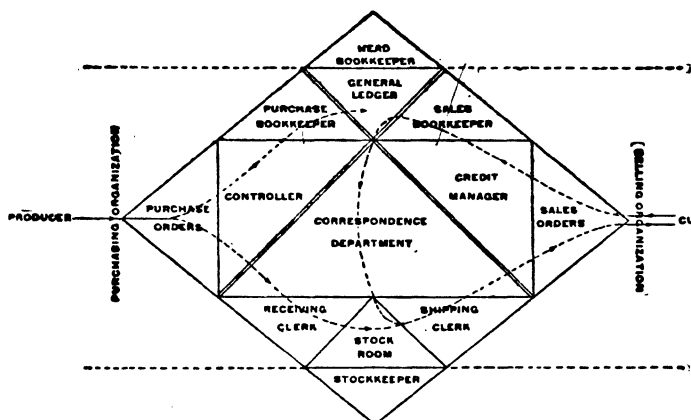 HEAD
BOOKKEEPER
GENERAL
LEDGER
PURCHASE
BOOKKEEPER
SALES
BOOKKEEPER
PURCHASING ORGANIZATION
CONTROLLER
CREDIT
MANAGER
[SELLING ORGANIZATION
PRODUCER
PURCHASE
ORDERS
CORRESPONDENCE
DEPARTMENT
SALES
ORDERS
CU
RECEIVING
CLERK
SHIPPING
CLERK
STOCK
ROOM
STOCKKEEPER